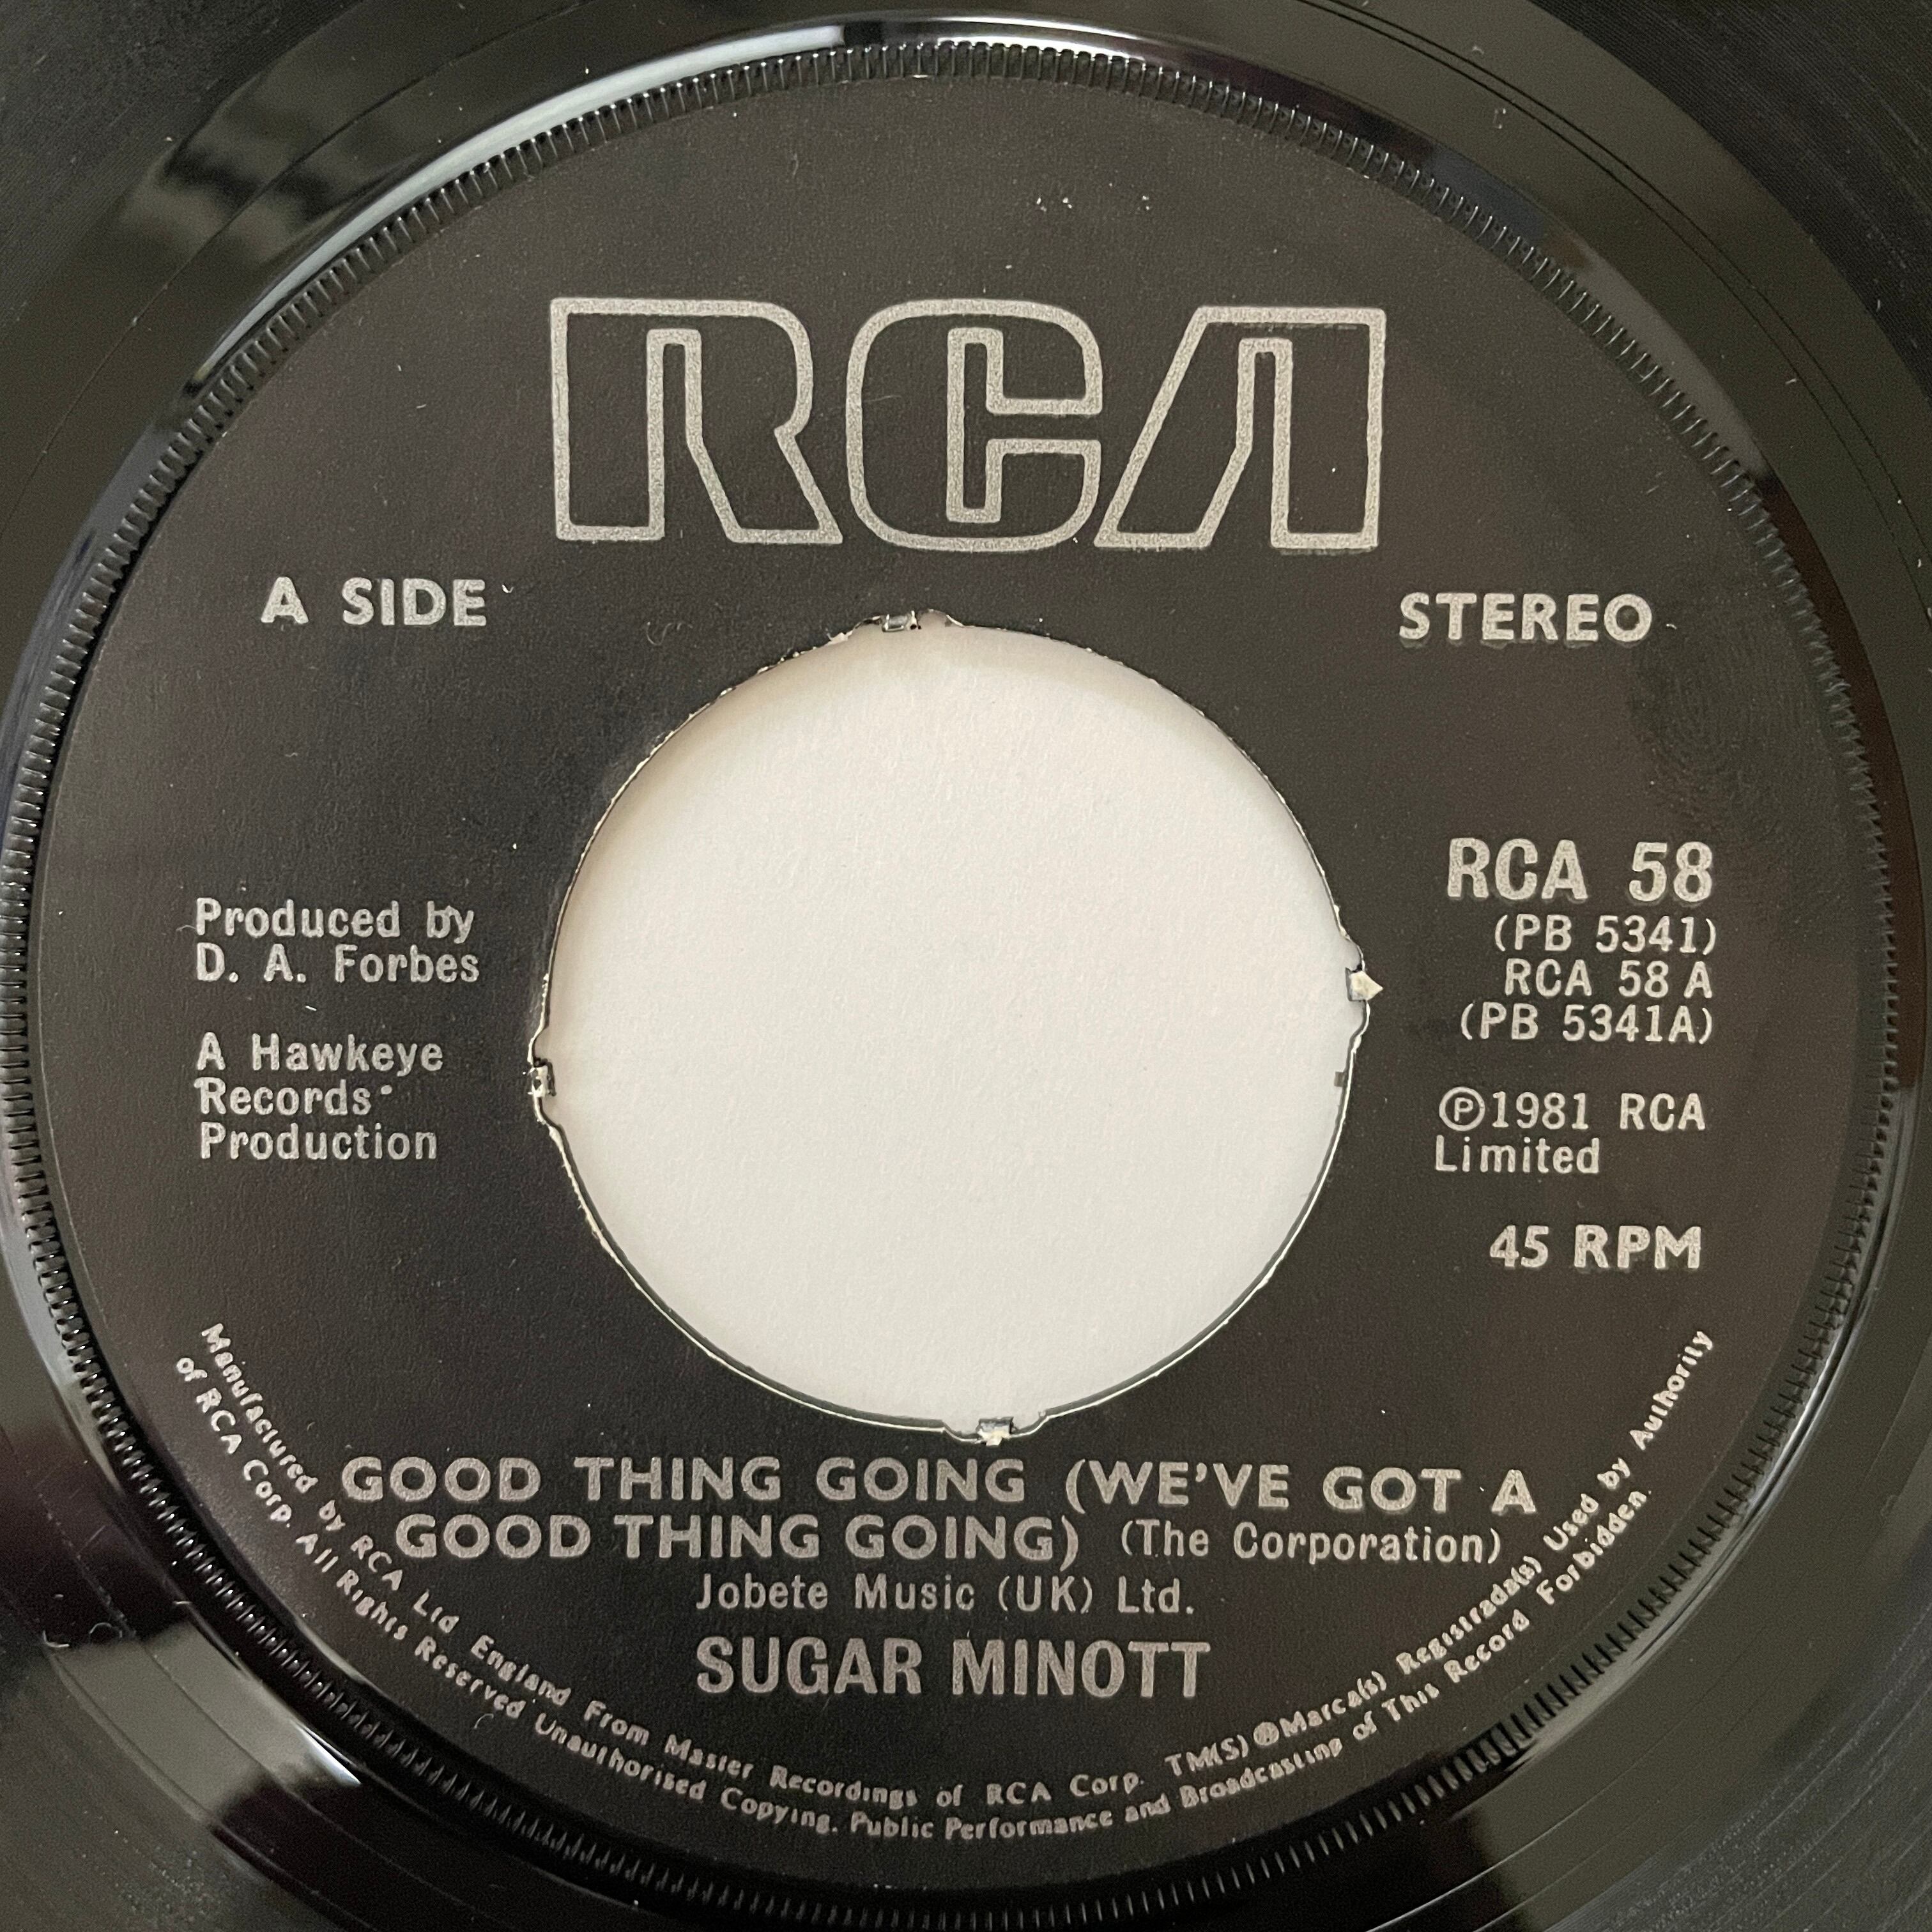 RCA
A SIDE
STEREO
Produced by
D. A. Forbes
A Hawkeye
Records
Production
RCA 58
(PB 5341)
RCA 58 A
(PB 5341A)
℗1981 RCA
Limited
45 RPM
GOOD THING GOING (WE'VE GOT A
GOOD THING GOING) (The Corporation)
Jobete Music (UK) Ltd.
SUGAR MINOTT
Manufactured by RCA Ltd England From Master Recordings of RCA Corp. TM(S) ®Marca(s) Registrada(s) Used by Authority
of RCA Corp. All Rights Reserved Unauthorised Copying. Public Performance and Broadcasting of This Record Forbidden.